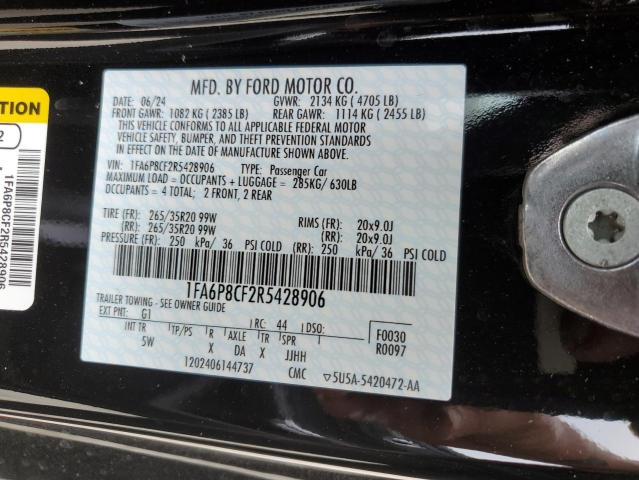 MFD. BY FORD MOTOR CO.
DATE: 06/24 GVWR: 2134 KG ( 4705 LB)
FRONT GAWR: 1082 KG ( 2385 LB) REAR GAWR: 1114 KG ( 2455 LB)
THIS VEHICLE CONFORMS TO ALL APPLICABLE FEDERAL MOTOR
VEHICLE SAFETY, BUMPER, AND THEFT PREVENTION STANDARDS
IN EFFECT ON THE DATE OF MANUFACTURE SHOWN ABOVE.
VIN: 1FA6P8CF2R5428906 TYPE: Passenger Car
MAXIMUM LOAD = OCCUPANTS + LUGGAGE = 285KG/ 630LB
OCCUPANTS = 4 TOTAL; 2 FRONT, 2 REAR
TIRE (FR): 265/35R20 99W RIMS (FR): 20x9.0J
(RR): 265/35R20 99W (RR): 20x9.0J
PRESSURE (FR) 250 kPa/ 36 PSI COLD (RR) 250 kPa/ 36 PSI COLD
1FA6P8CF2R5428906
TRAILER TOWING - SEE OWNER GUIDE
EXT PNT: G1 RC: 44 DSO: F0030
INT TR TP/PS R AXLE TR SPR R0097
5W X DA X JJHH
1202406144737 CMC ▽5U5A-5420472-AA
TION
2
1FA6P8CF2R5428906